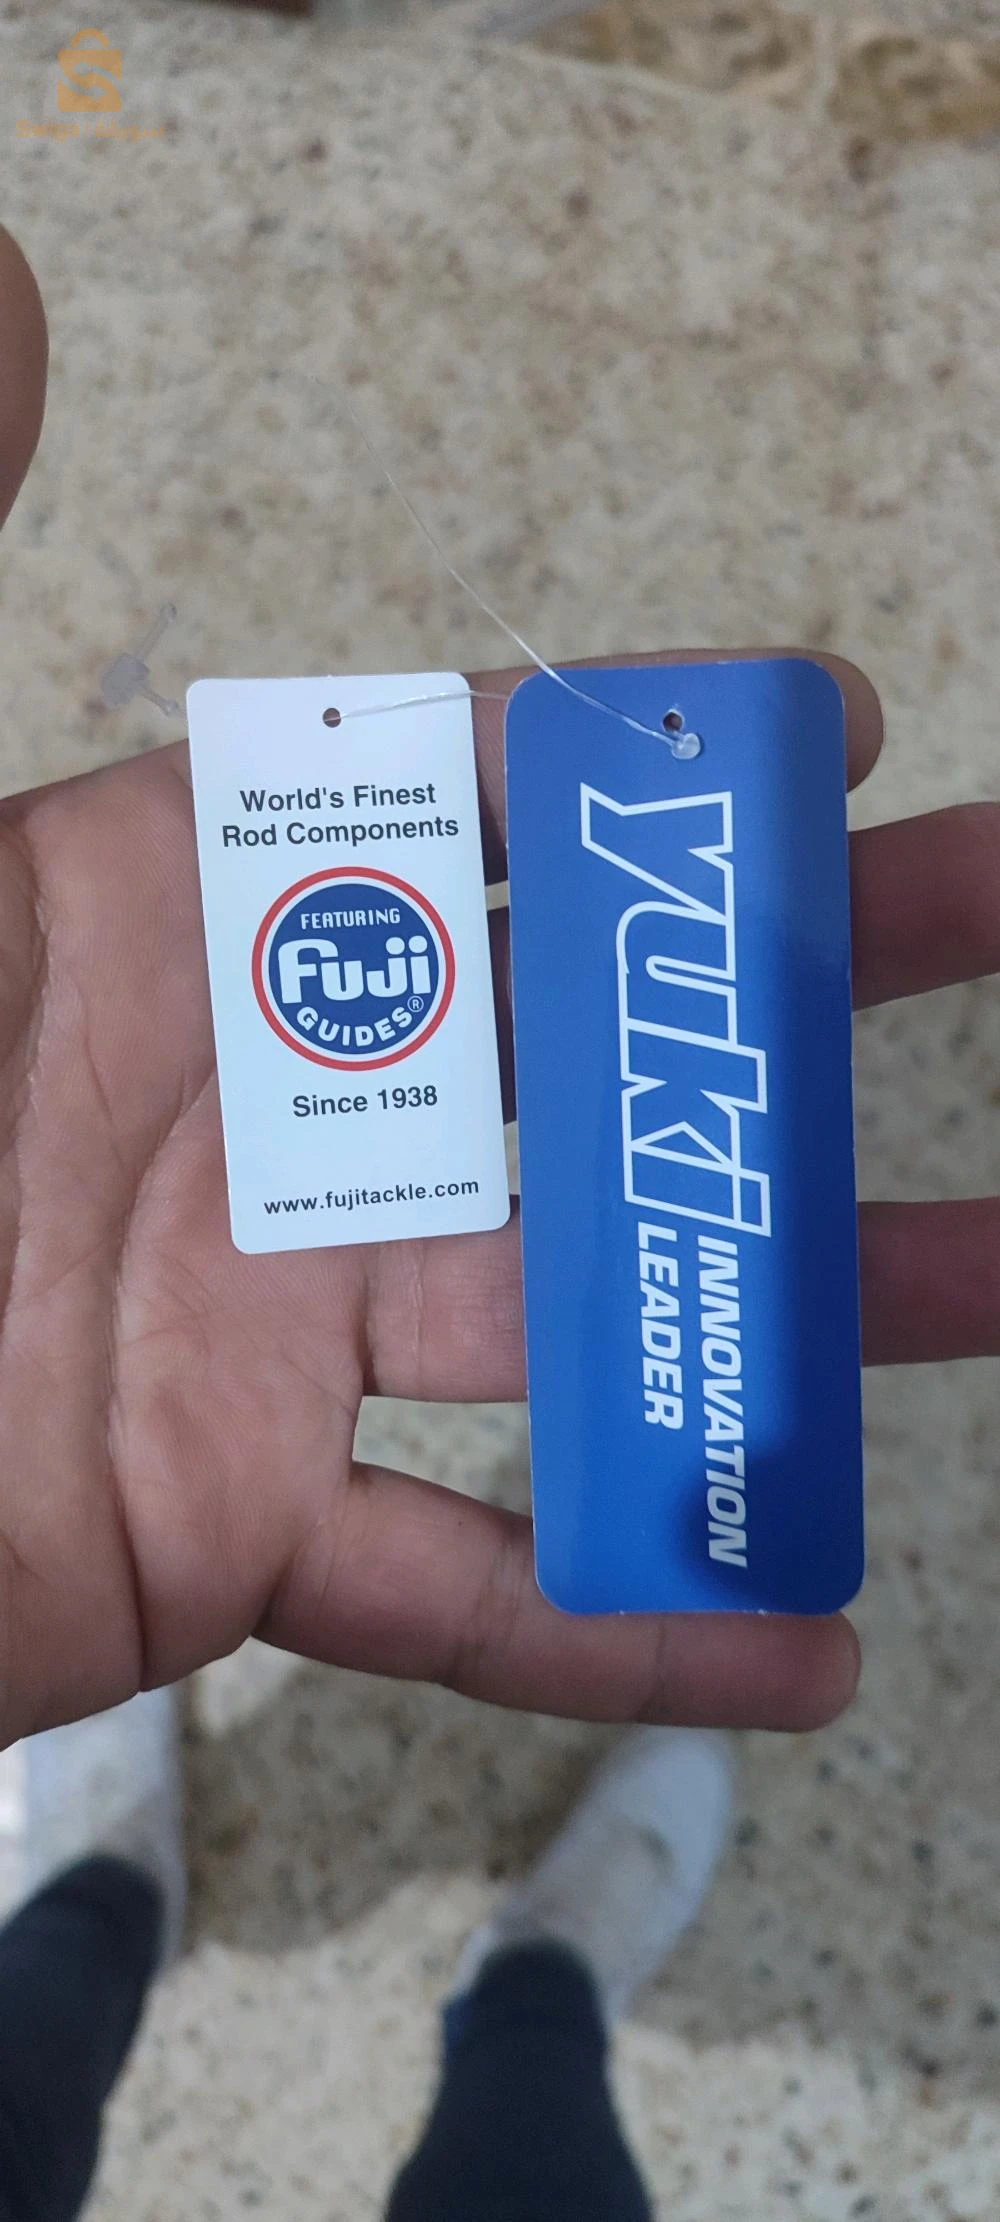 World's Finest
Rod Components
FEATURING
Fuji
GUIDES®
Since 1938
www.fujitackle.com
yuki
INNOVATION
LEADER